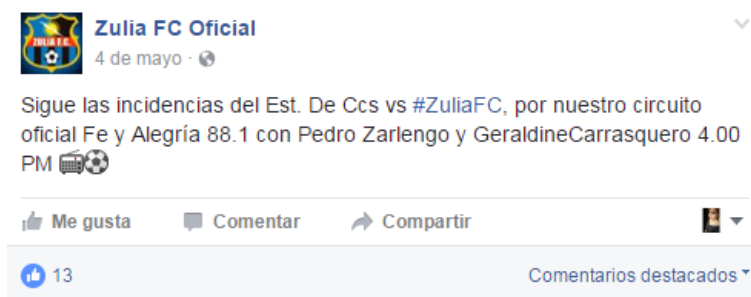 Zulia FC Oficial
4 de mayo ·
Sigue las incidencias del Est. De Ccs vs #ZuliaFC, por nuestro circuito
oficial Fe y Alegría 88.1 con Pedro Zarlengo y GeraldineCarrasquero 4.00
PM 📻⚽
Me gusta Comentar Compartir
13 Comentarios destacados
ZULIA F.C.